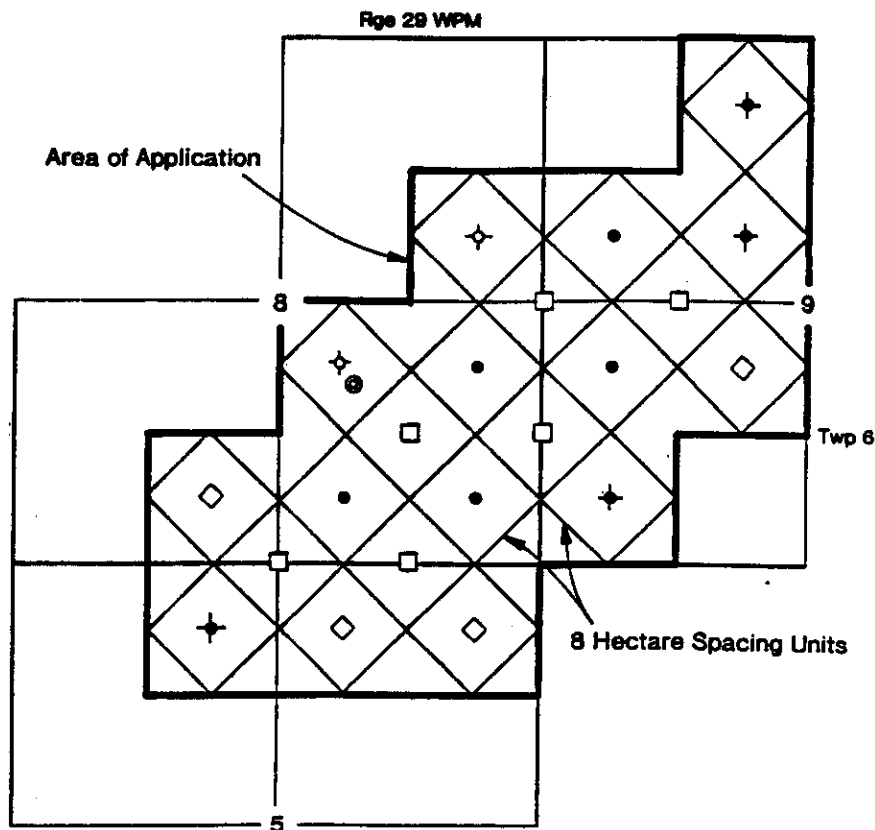 Rge 29 WPM
Area of Application
8
9
Twp 6
8 Hectare Spacing Units
5